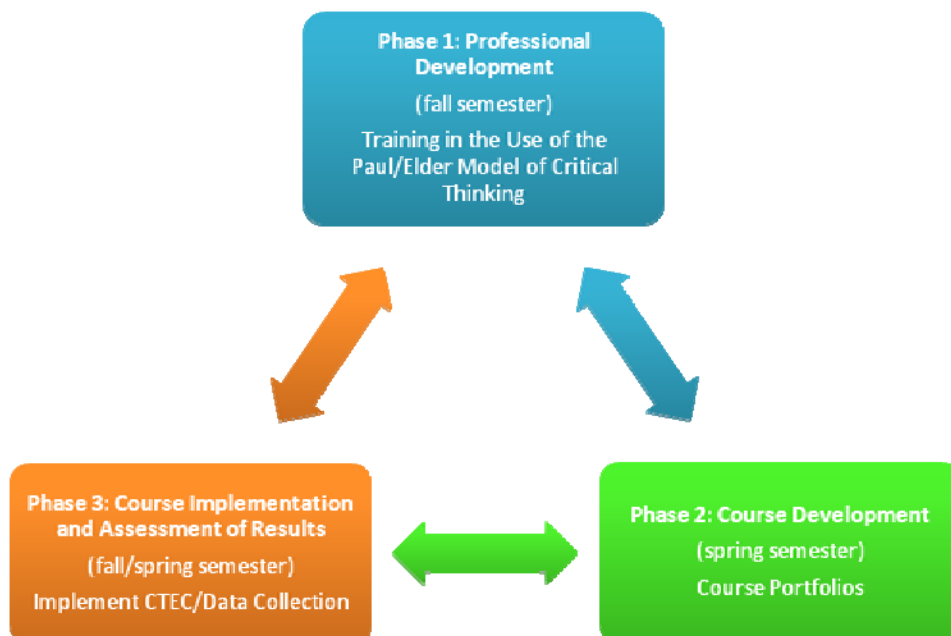 Phase 1: Professional
Development
(fall semester)
Training in the Use of the
Paul/Elder Model of Critical
Thinking
Phase 3: Course Implementation
and Assessment of Results
(fall/spring semester)
Implement CTEC/Data Collection
Phase 2: Course Development
(spring semester)
Course Portfolios